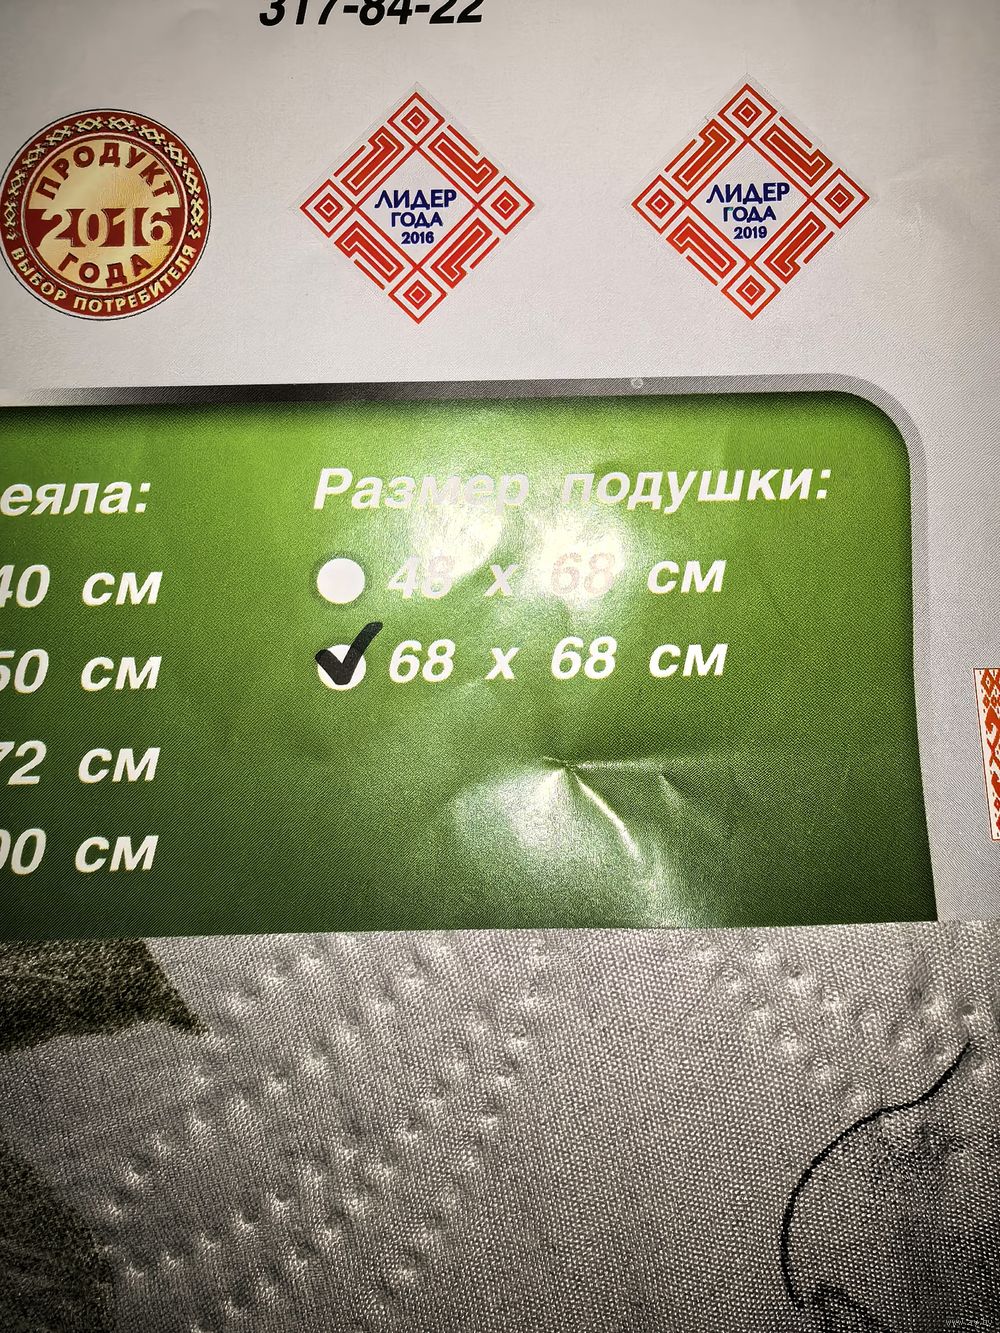 317-84-22
ПРОДУКТ
2016
ГОДА
ВЫБОР ПОТРЕБИТЕЛЯ
ЛИДЕР
ГОДА
2016
ЛИДЕР
ГОДА
2019
еяла:
40 см
50 см
72 см
00 см
Размер подушки:
48 х 68 см
68 х 68 см